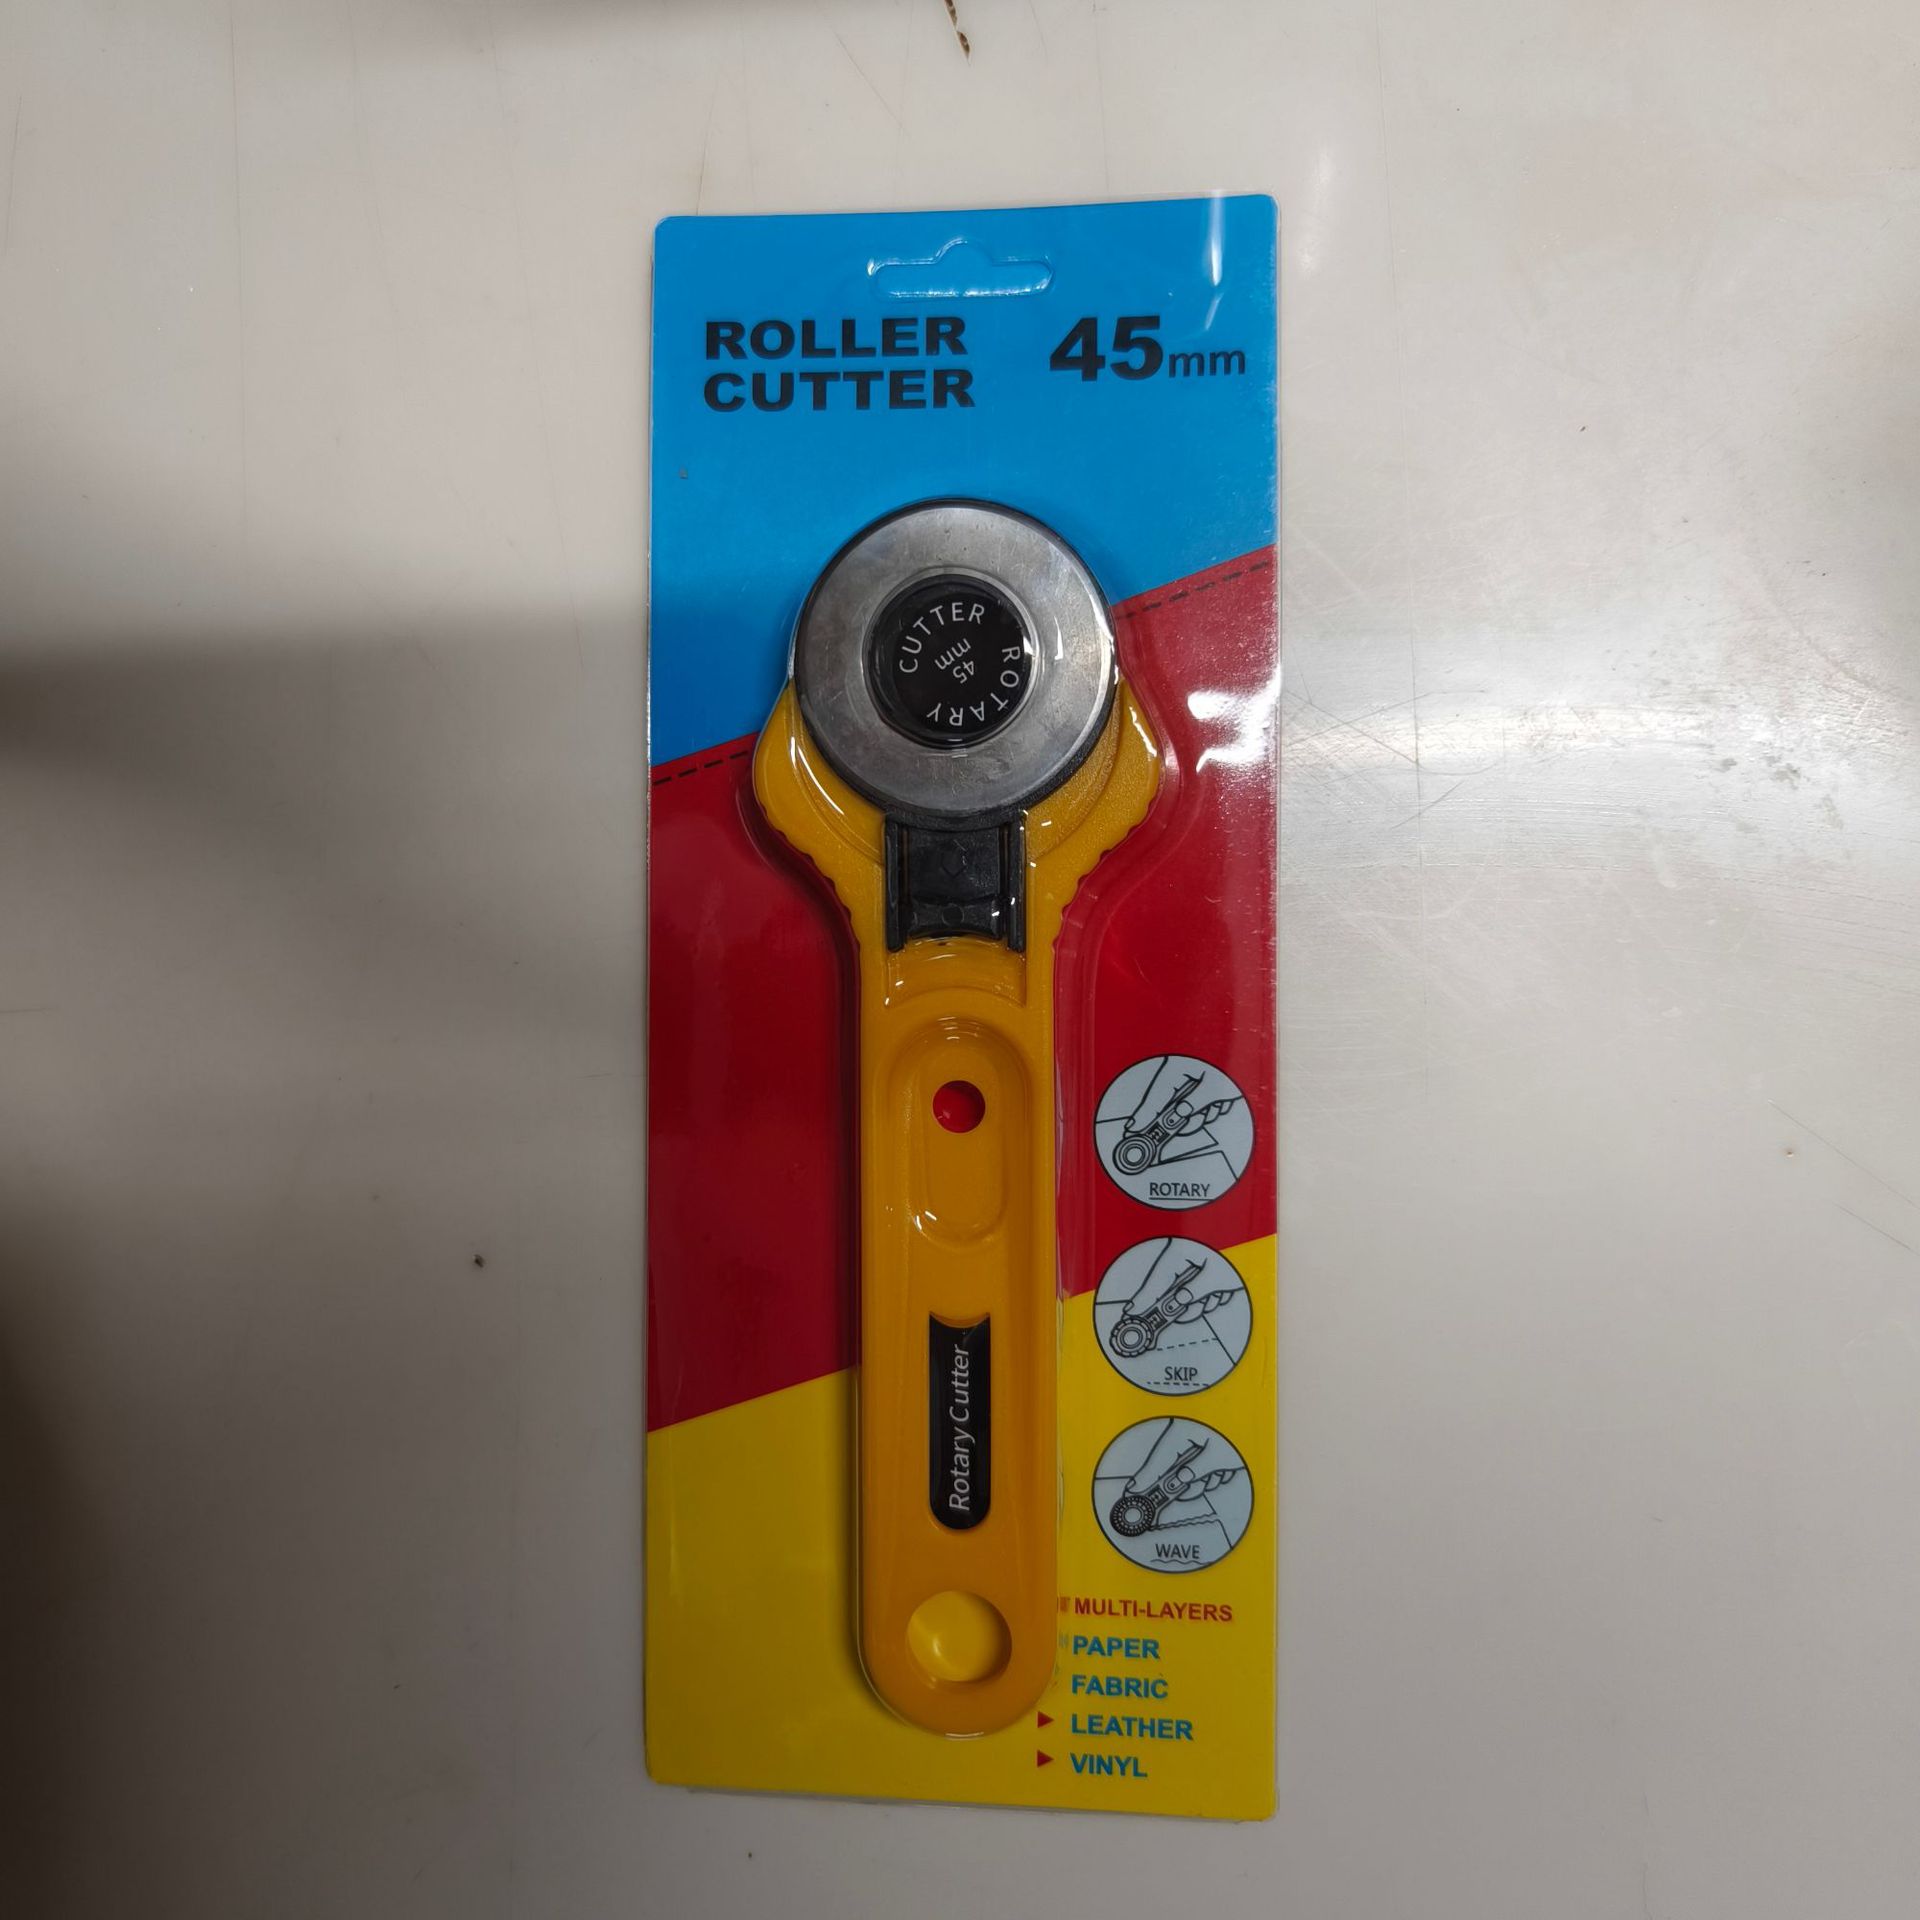 ROLLER
CUTTER
45mm
CUTTER ROTARY
45
mm
Rotary Cutter
ROTARY
SKIP
WAVE
MULTI-LAYERS
PAPER
FABRIC
LEATHER
VINYL